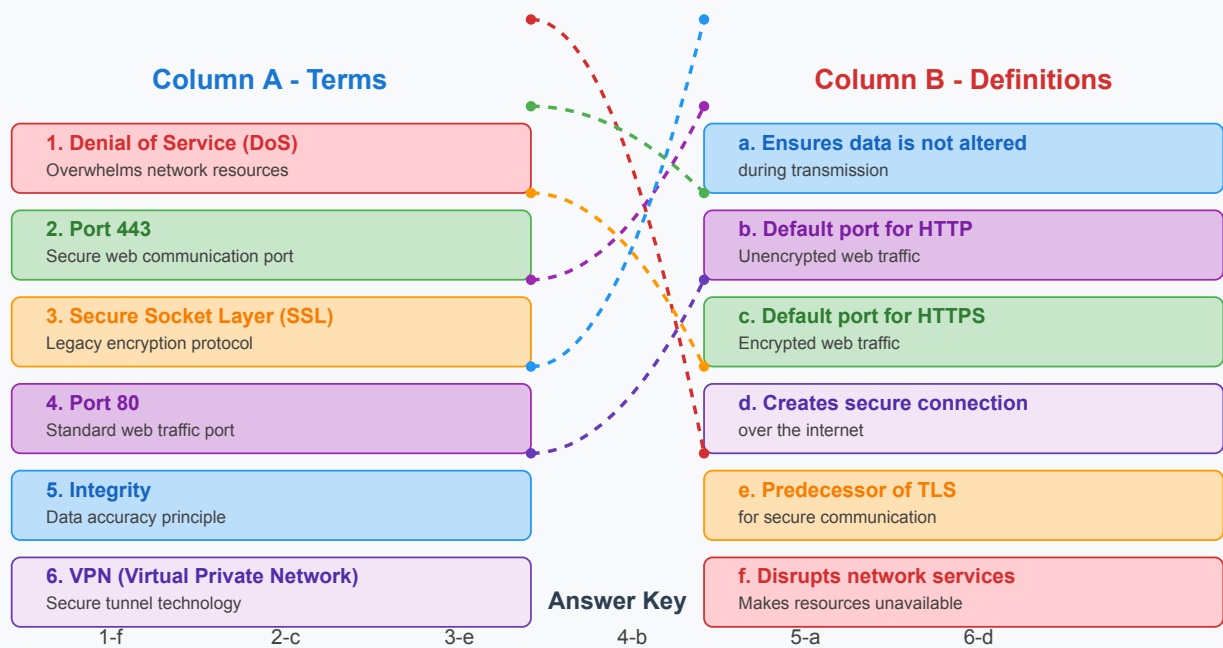 Column A - Terms
1. Denial of Service (DoS)
Overwhelms network resources
2. Port 443
Secure web communication port
3. Secure Socket Layer (SSL)
Legacy encryption protocol
4. Port 80
Standard web traffic port
5. Integrity
Data accuracy principle
6. VPN (Virtual Private Network)
Secure tunnel technology
Column B - Definitions
a. Ensures data is not altered
during transmission
b. Default port for HTTP
Unencrypted web traffic
c. Default port for HTTPS
Encrypted web traffic
d. Creates secure connection
over the internet
e. Predecessor of TLS
for secure communication
f. Disrupts network services
Makes resources unavailable
Answer Key
1-f 2-c 3-e 4-b 5-a 6-d